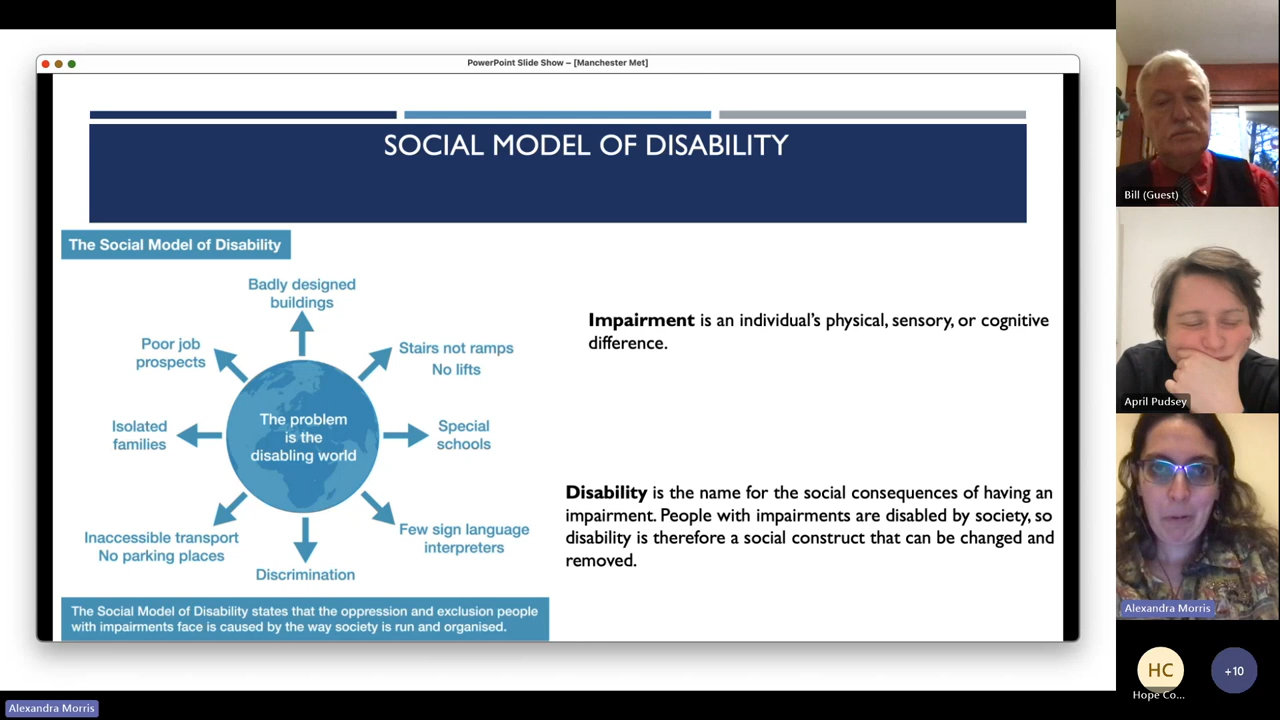 PowerPoint Slide Show – [Manchester Met]
SOCIAL MODEL OF DISABILITY
The Social Model of Disability
Badly designed
buildings
Poor job
prospects
Stairs not ramps
No lifts
Isolated
families
The problem
is the
disabling world
Special
schools
Inaccessible transport
No parking places
Few sign language
interpreters
Discrimination
The Social Model of Disability states that the oppression and exclusion people
with impairments face is caused by the way society is run and organised.
Impairment is an individual's physical, sensory, or cognitive
difference.
Disability is the name for the social consequences of having an
impairment. People with impairments are disabled by society, so
disability is therefore a social construct that can be changed and
removed.
Bill (Guest)
April Pudsey
Alexandra Morris
HC
Hope Co...
+10
Alexandra Morris